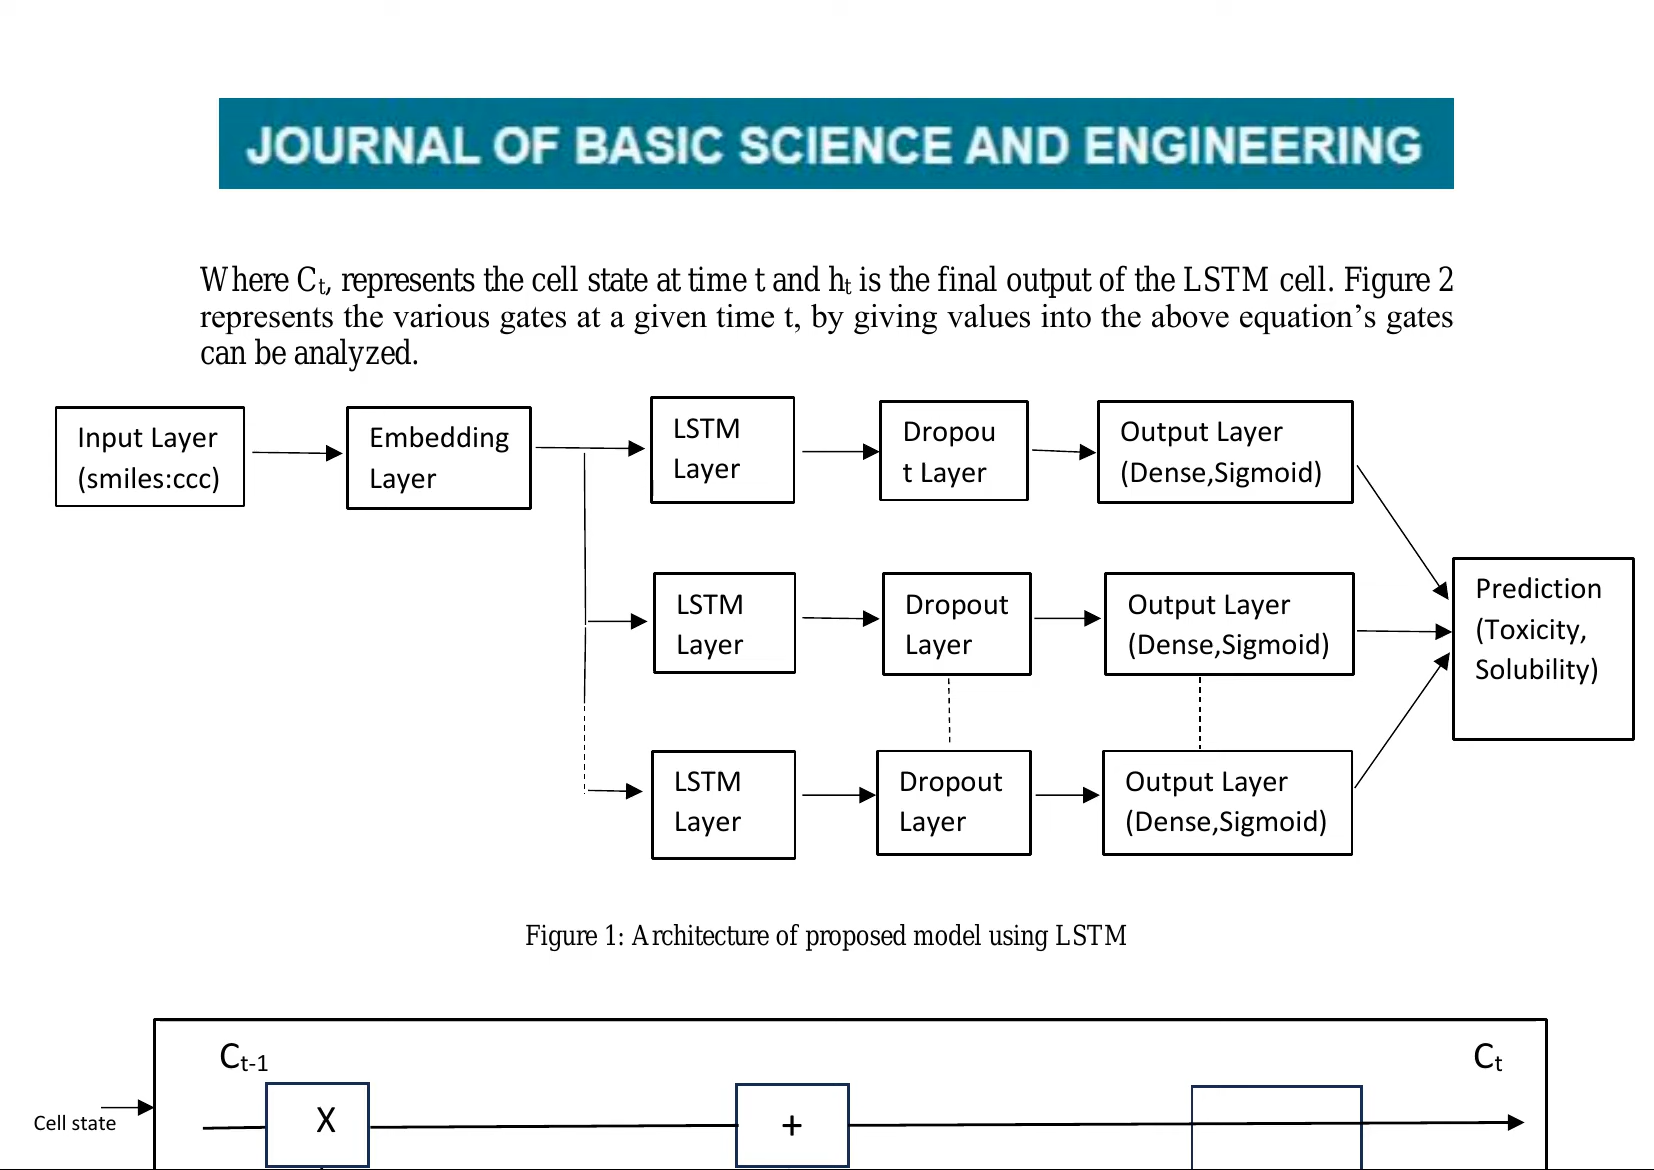 JOURNAL OF BASIC SCIENCE AND ENGINEERING
Where Ct, represents the cell state at time t and ht is the final output of the LSTM cell. Figure 2
represents the various gates at a given time t, by giving values into the above equation’s gates
can be analyzed.
Input Layer
(smiles:ccc)
Embedding
Layer
LSTM
Layer
Dropou
t Layer
Output Layer
(Dense,Sigmoid)
LSTM
Layer
Dropout
Layer
Output Layer
(Dense,Sigmoid)
Prediction
(Toxicity,
Solubility)
LSTM
Layer
Dropout
Layer
Output Layer
(Dense,Sigmoid)
Figure 1: Architecture of proposed model using LSTM
Ct-1
Ct
Cell state
X
+